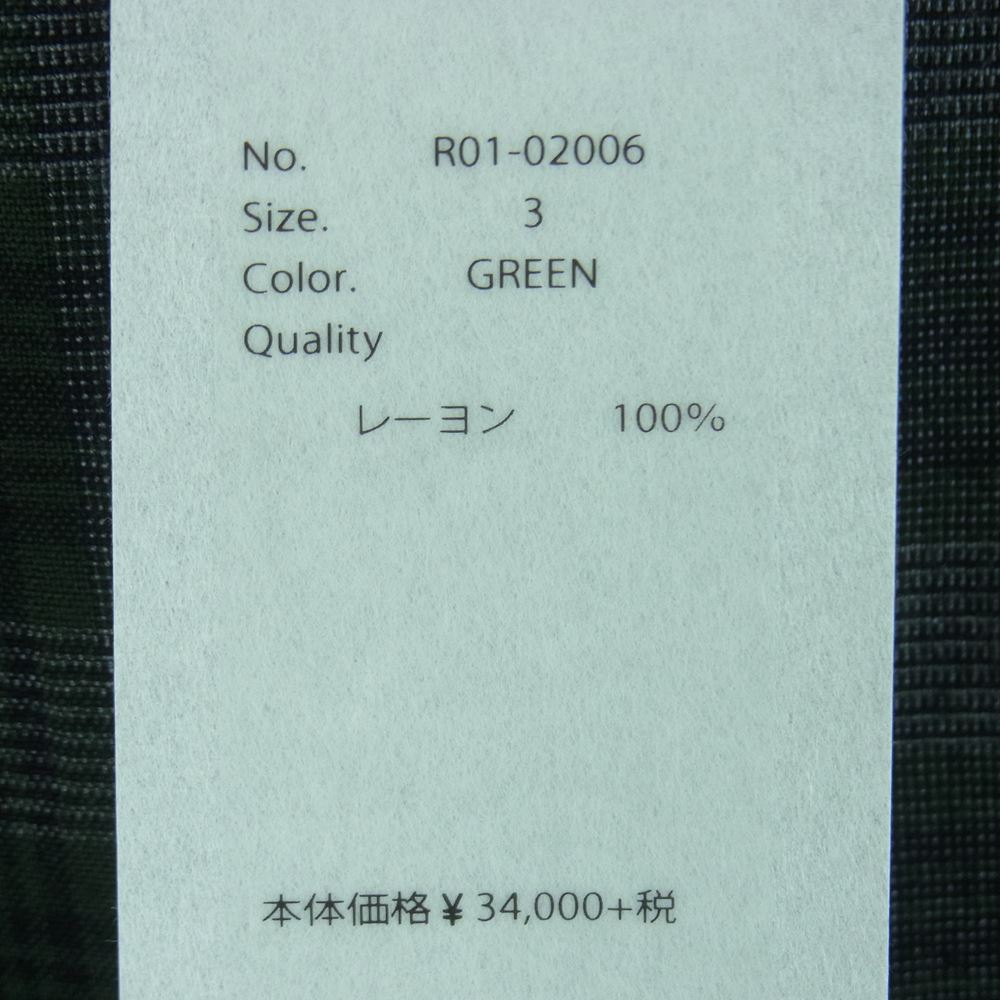 No. R01-02006
Size. 3
Color. GREEN
Quality
レーヨン 100%
本体価格¥ 34,000+税